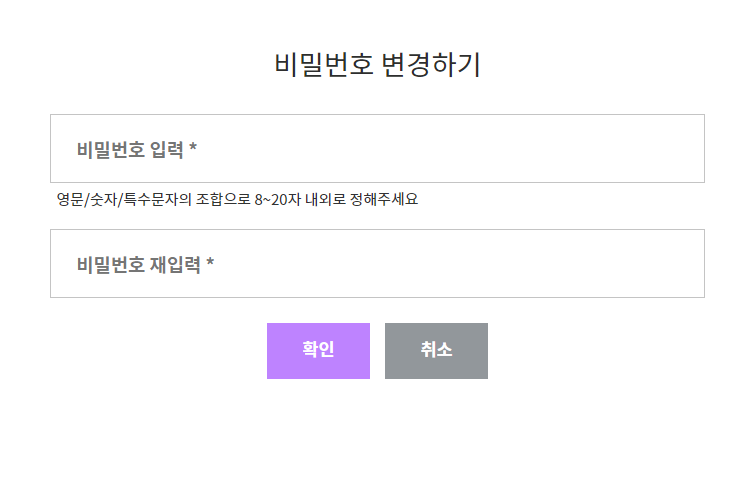 비밀번호 변경하기
비밀번호 입력 *
영문/숫자/특수문자의 조합으로 8~20자 내외로 정해주세요
비밀번호 재입력 *
확인
취소